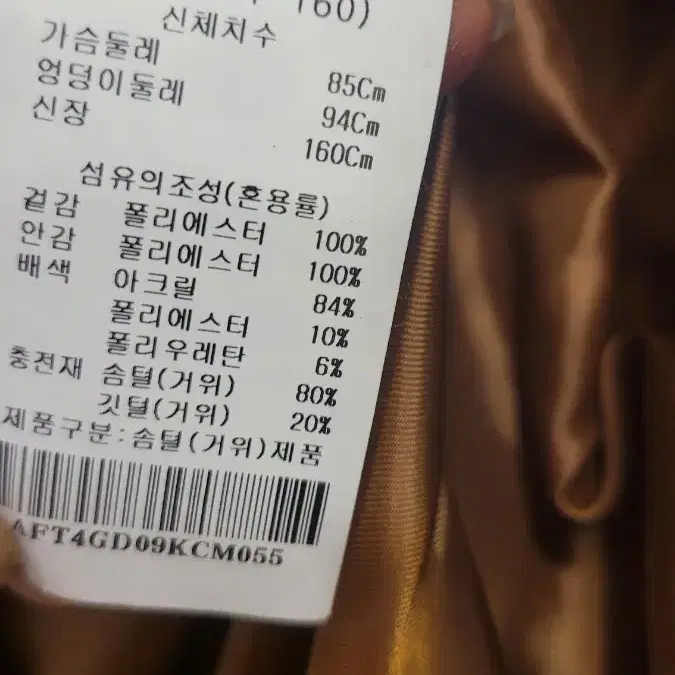 160)
신체치수
가슴둘레 85Cm
엉덩이둘레 94Cm
신장 160Cm
섬유의조성(혼용률)
겉감 폴리에스터 100%
안감 폴리에스터 100%
배색 아크릴 84%
폴리에스터 10%
폴리우레탄 6%
충전재 솜털(거위) 80%
깃털(거위) 20%
제품구분:솜털(거위)제품
AFT4GD09KCM055